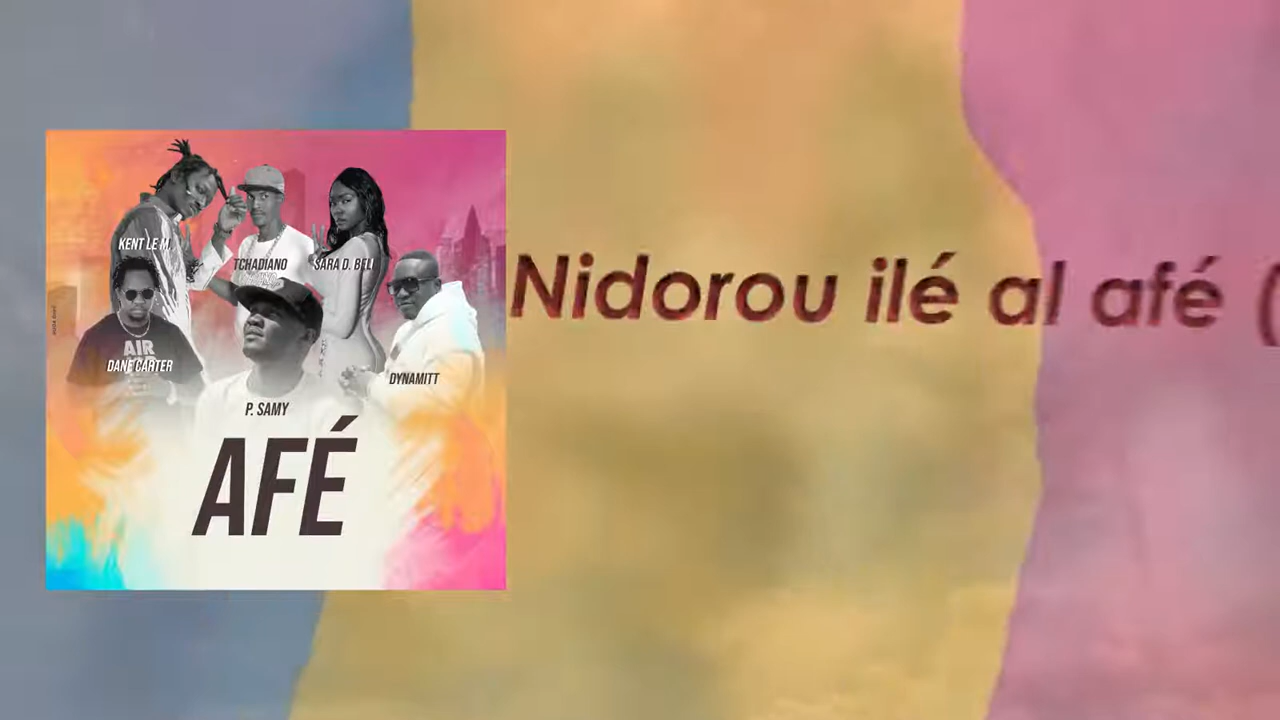 KENT LE M.
TCHADIANO
SARA D. BELI
AIR
DANE CARTER
DYNAMITT
P. SAMY
AFÉ
Nidorou ilé al afé (